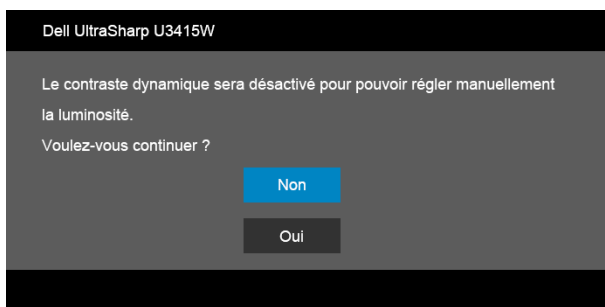 Dell UltraSharp U3415W
Le contraste dynamique sera désactivé pour pouvoir régler manuellement
la luminosité.
Voulez-vous continuer ?
Non
Oui